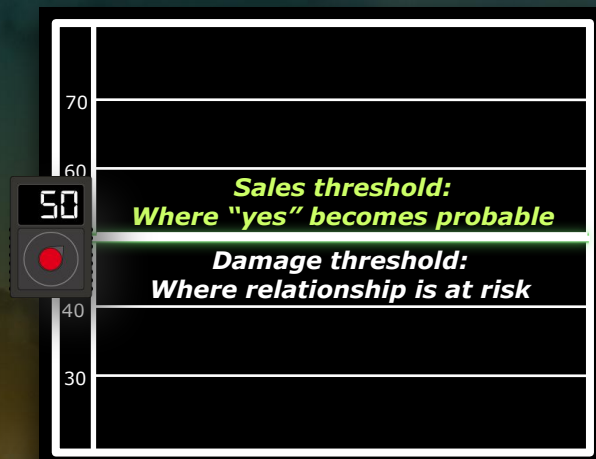 70
60
50
Sales threshold:
Where “yes” becomes probable
Damage threshold:
Where relationship is at risk
40
30